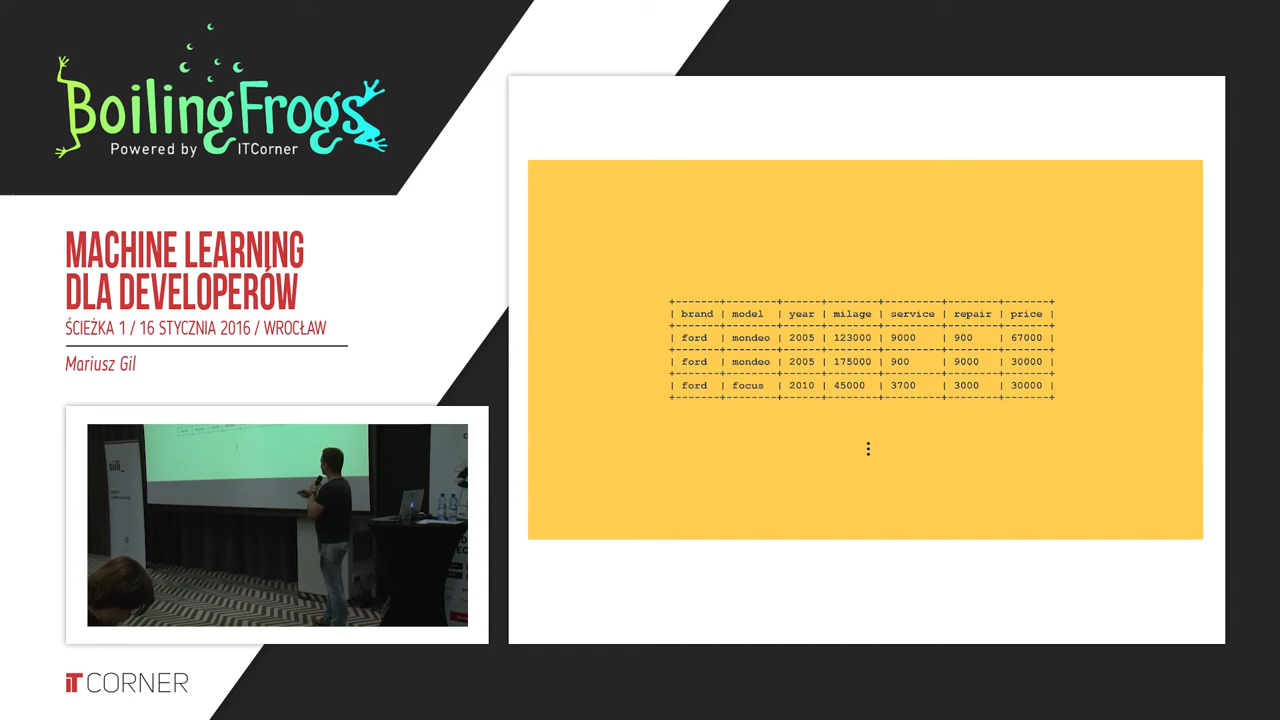 BoilingFrogs
Powered by ITCorner
MACHINE LEARNING
DLA DEVELOPERÓW
ŚCIEŻKA 1 / 16 STYCZNIA 2016 / WROCŁAW
Mariusz Gil
siili_
iT CORNER
+-------+--------+------+--------+---------+--------+-------+
| brand | model | year | milage | service | repair | price |
+-------+--------+------+--------+---------+--------+-------+
| ford | mondeo | 2005 | 123000 | 9000 | 900 | 67000 |
+-------+--------+------+--------+---------+--------+-------+
| ford | mondeo | 2005 | 175000 | 900 | 9000 | 30000 |
+-------+--------+------+--------+---------+--------+-------+
| ford | focus | 2010 | 45000 | 3700 | 3000 | 30000 |
+-------+--------+------+--------+---------+--------+-------+
⋮